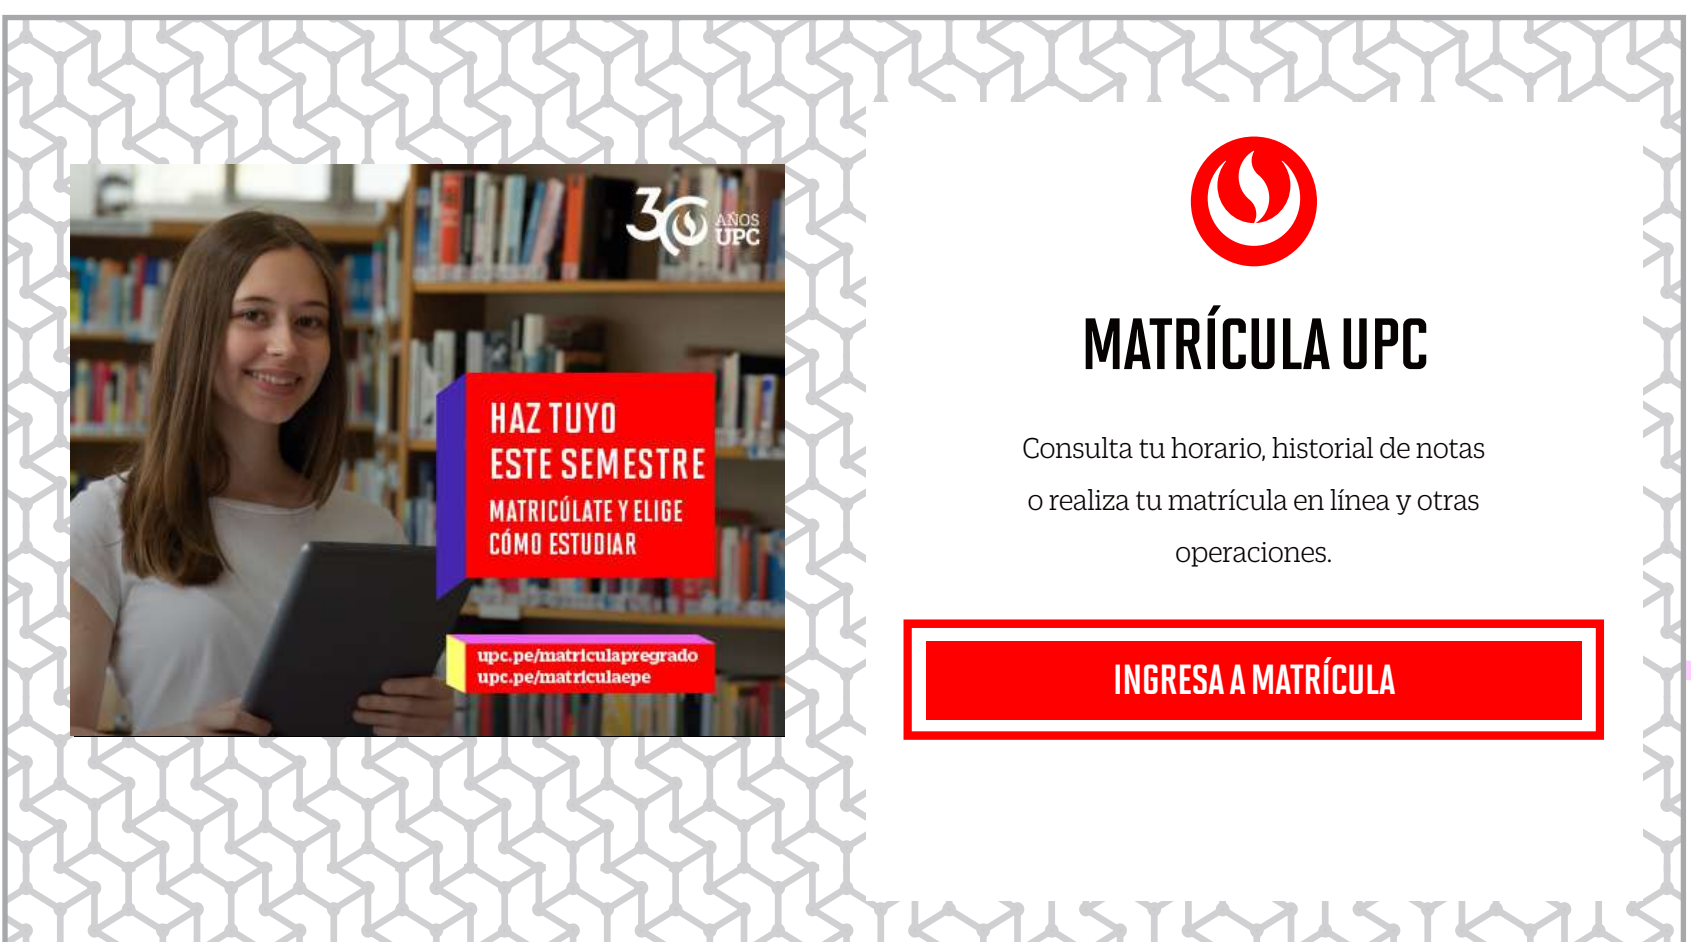 30 AÑOS
UPC
HAZ TUYO
ESTE SEMESTRE
MATRICÚLATE Y ELIGE
CÓMO ESTUDIAR
upc.pe/matriculapregrado
upc.pe/matriculaepe
MATRÍCULA UPC
Consulta tu horario, historial de notas
o realiza tu matrícula en línea y otras
operaciones.
INGRESA A MATRÍCULA